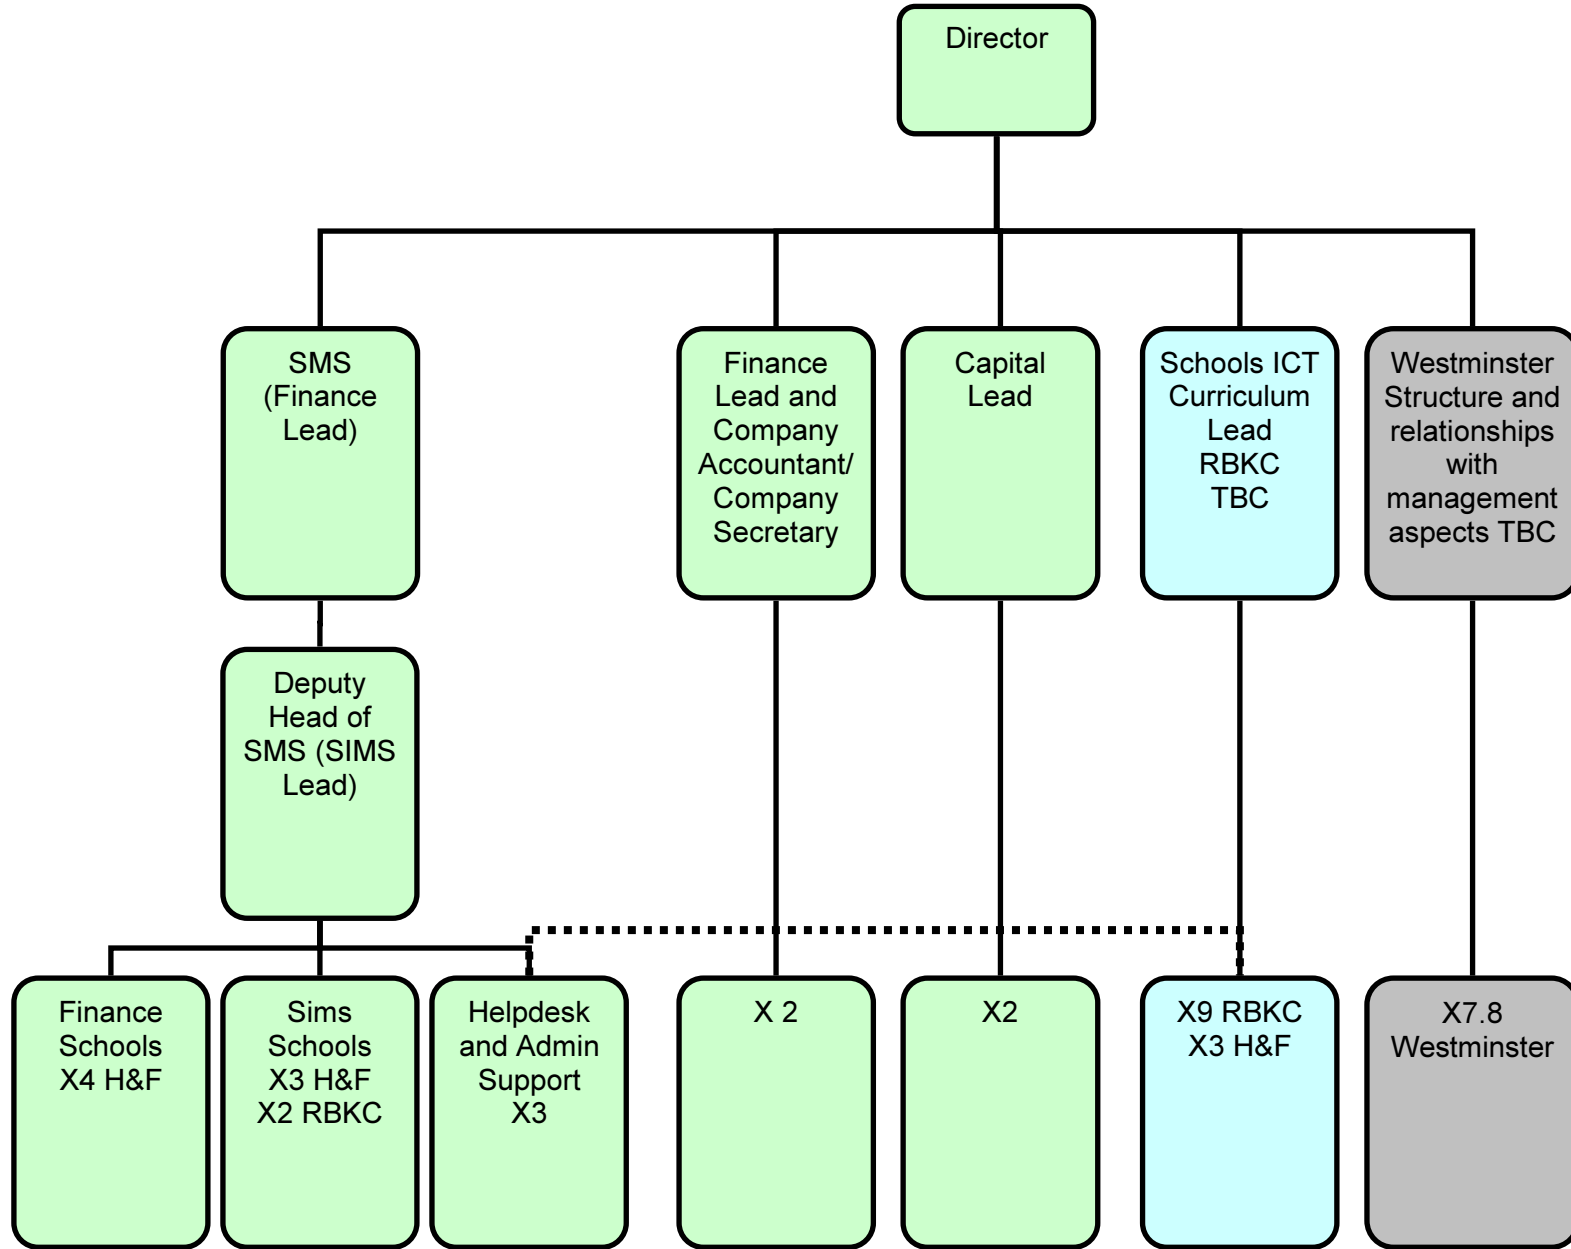 Director
SMS
(Finance
Lead)
Finance
Lead and
Company
Accountant/
Company
Secretary
Capital
Lead
Schools ICT
Curriculum
Lead
RBKC
TBC
Westminster
Structure and
relationships
with
management
aspects TBC
Deputy
Head of
SMS (SIMS
Lead)
Finance
Schools
X4 H&F
Sims
Schools
X3 H&F
X2 RBKC
Helpdesk
and Admin
Support
X3
X 2
X2
X9 RBKC
X3 H&F
X7.8
Westminster